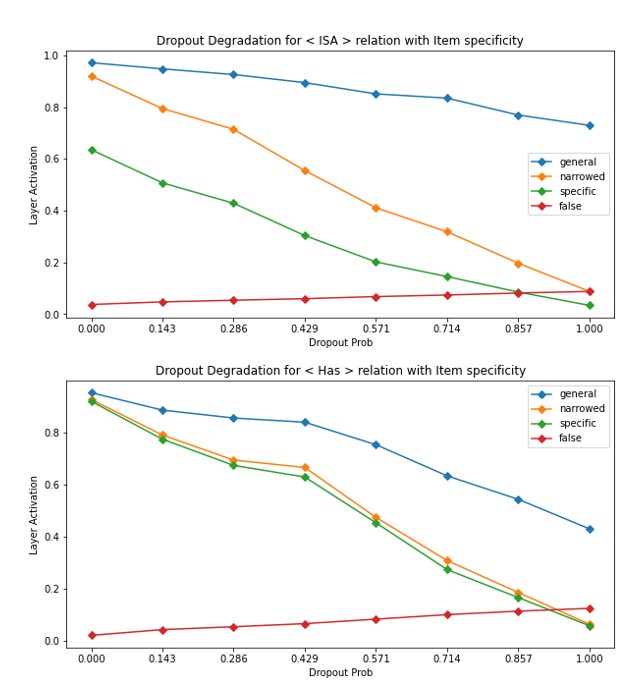 Dropout Degradation for < ISA > relation with Item specificity
1.0
0.8
0.6
0.4
0.2
0.0
Layer Activation
general
narrowed
specific
false
0.000 0.143 0.286 0.429 0.571 0.714 0.857 1.000
Dropout Prob
Dropout Degradation for < Has > relation with Item specificity
0.8
0.6
0.4
0.2
0.0
Layer Activation
general
narrowed
specific
false
0.000 0.143 0.286 0.429 0.571 0.714 0.857 1.000
Dropout Prob